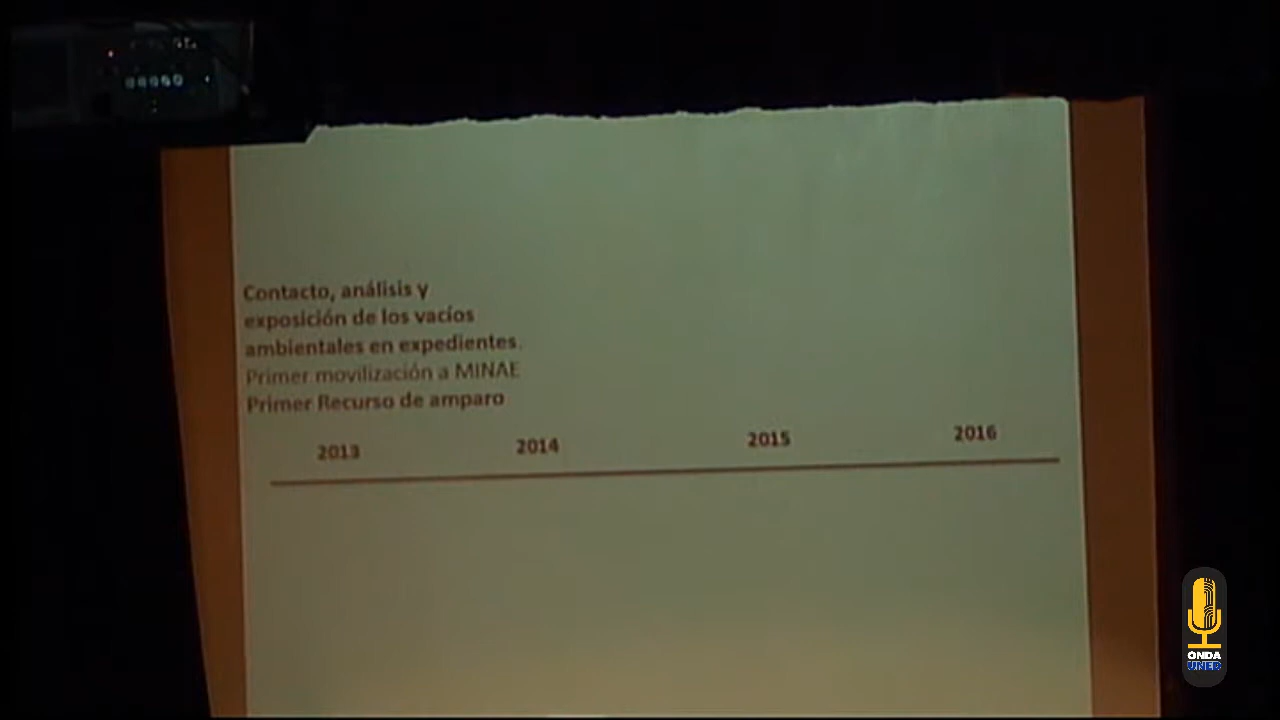 Contacto, análisis y
exposición de los vacíos
ambientales en expedientes.
Primer movilización a MINAE
Primer Recurso de amparo
2013 2014 2015 2016
ONDA
UNED